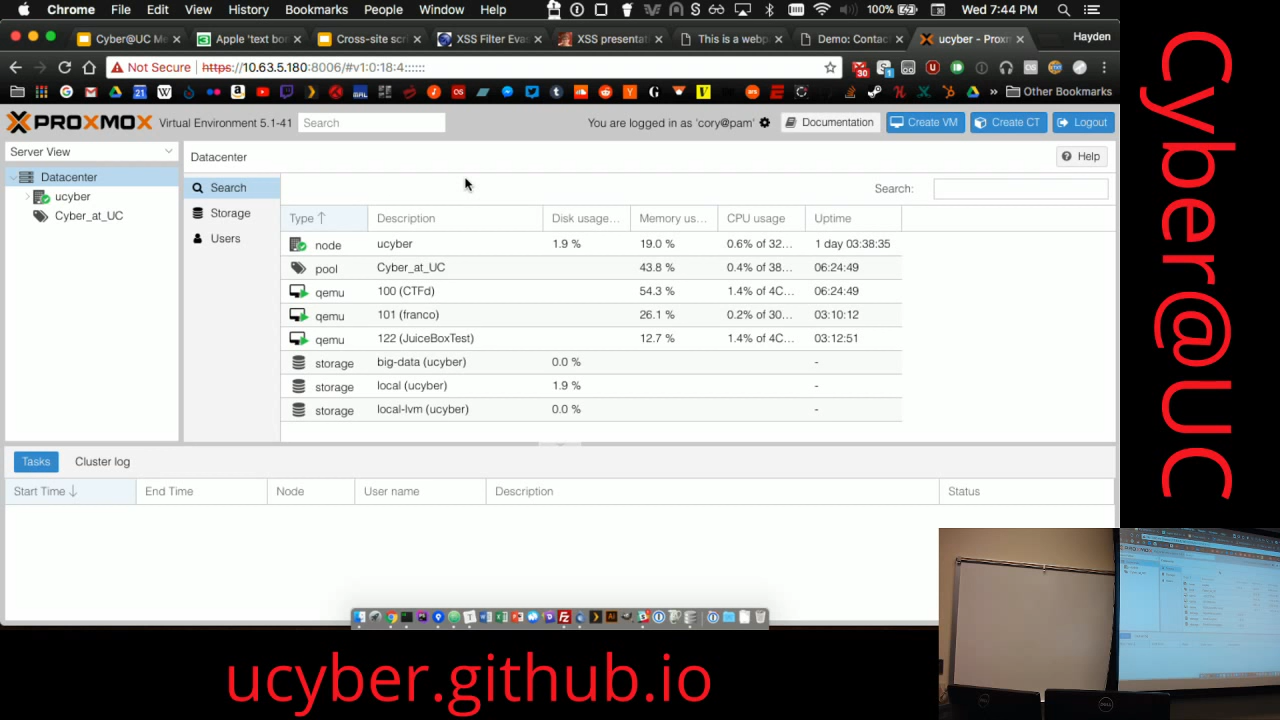 Chrome File Edit View History Bookmarks People Window Help 100% Wed 7:44 PM
Cyber@UC Me Apple 'text bor Cross-site scri XSS Filter Eva XSS presentat This is a webp Demo: Contac ucyber - Proxm Hayden
Not Secure https://10.63.5.180:8006/#v1:0:18:4::::::
Other Bookmarks
PROXMOX Virtual Environment 5.1-41 Search You are logged in as 'cory@pam' Documentation Create VM Create CT Logout
Server View
Datacenter
ucyber
Cyber_at_UC
Datacenter Help
Search
Storage
Users
Search:
Type Description Disk usage... Memory us... CPU usage Uptime
node ucyber 1.9 % 19.0 % 0.6% of 32... 1 day 03:38:35
pool Cyber_at_UC 43.8 % 0.4% of 38... 06:24:49
qemu 100 (CTFd) 54.3 % 1.4% of 4C... 06:24:49
qemu 101 (franco) 26.1 % 0.2% of 30... 03:10:12
qemu 122 (JuiceBoxTest) 12.7 % 1.4% of 4C... 03:12:51
storage big-data (ucyber) 0.0 % -
storage local (ucyber) 1.9 % -
storage local-lvm (ucyber) 0.0 % -
Tasks Cluster log
Start Time End Time Node User name Description Status
Cyber@UC
ucyber.github.io